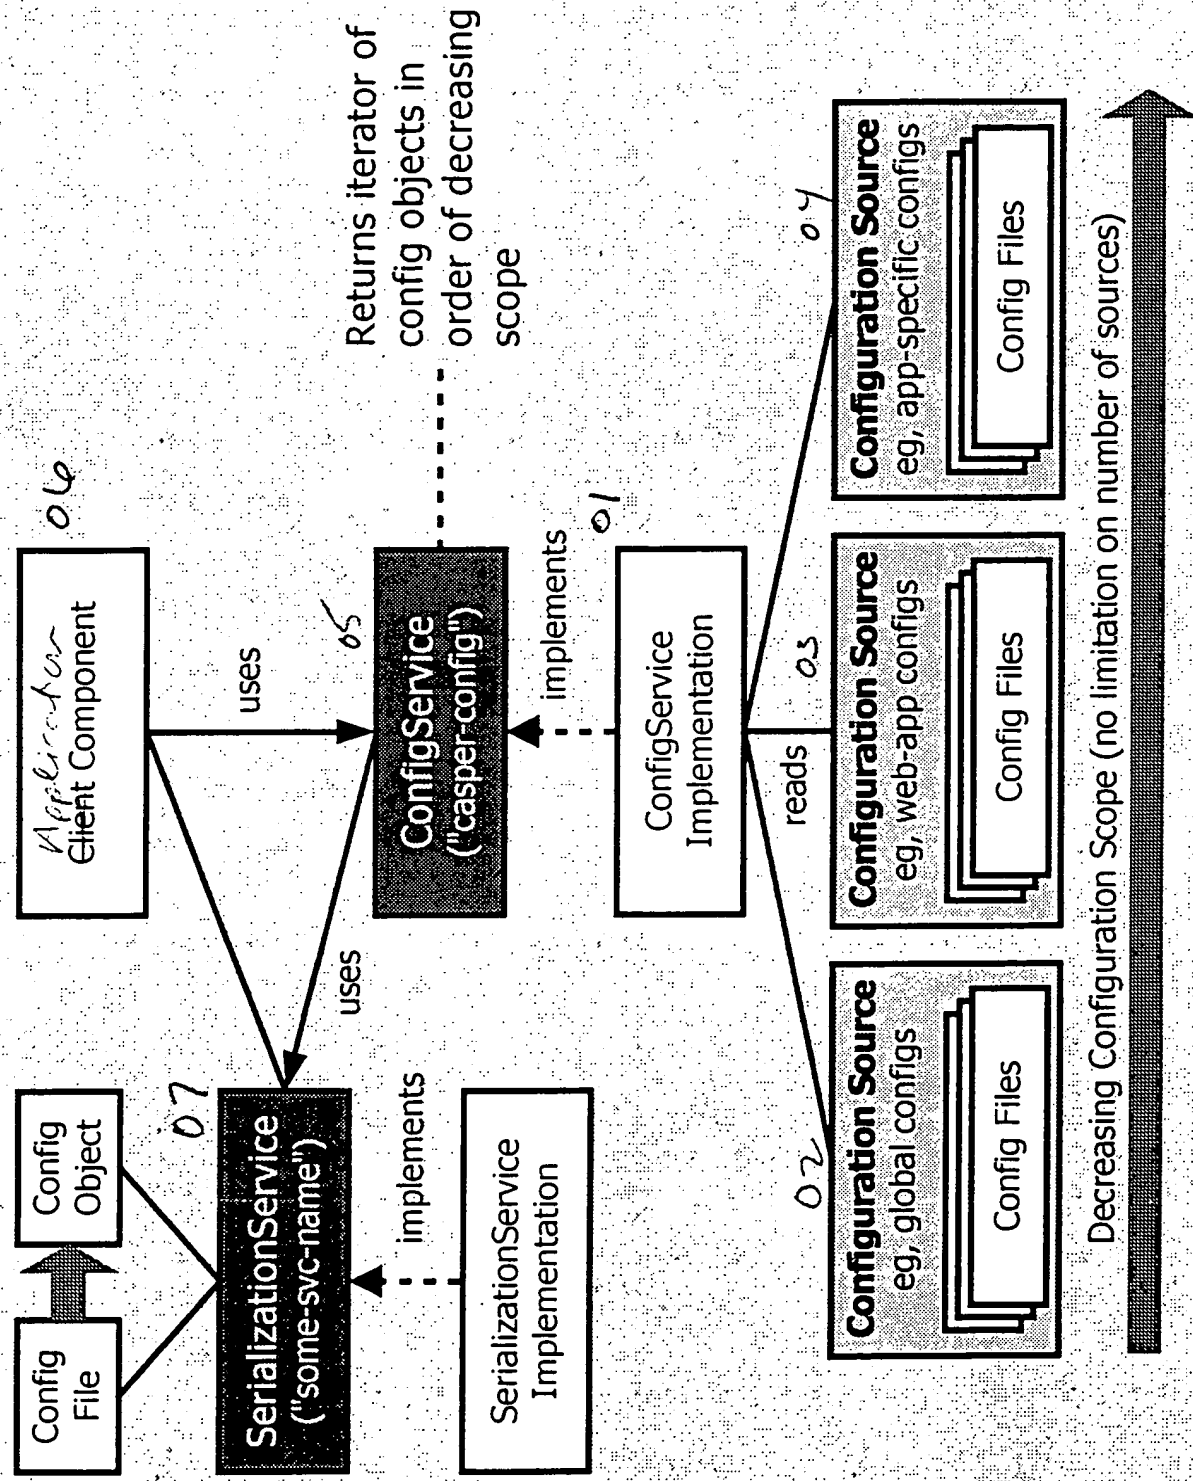 Config
File
Config
Object
07
SerializationService
("some-svc-name")
implements
SerializationService
Implementation
uses
Application
Client Component
06
uses
05
ConfigService
("casper-config")
Returns iterator of
config objects in
order of decreasing
scope
implements
01
ConfigService
Implementation
reads
02
Configuration Source
eg, global configs
Config Files
03
Configuration Source
eg, web-app configs
Config Files
04
Configuration Source
eg, app-specific configs
Config Files
Decreasing Configuration Scope (no limitation on number of sources)